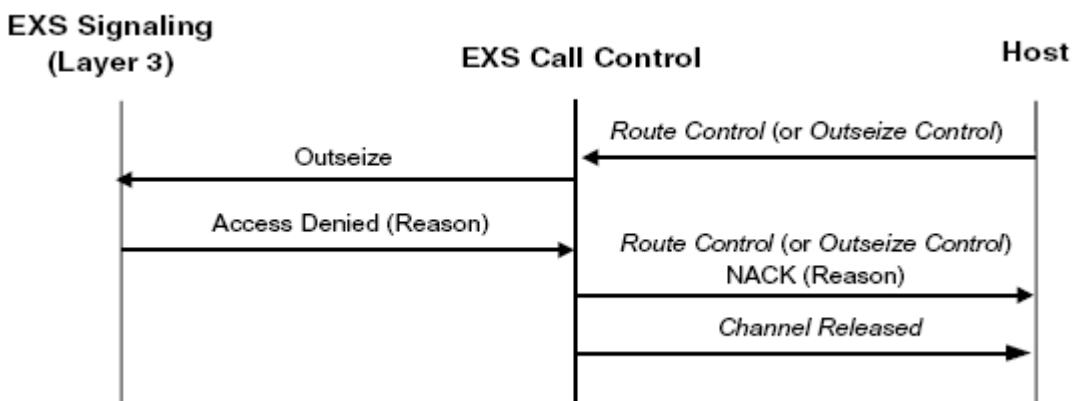 EXS Signaling
(Layer 3)
EXS Call Control
Host
Route Control (or Outseize Control)
Outseize
Access Denied (Reason)
Route Control (or Outseize Control)
NACK (Reason)
Channel Released